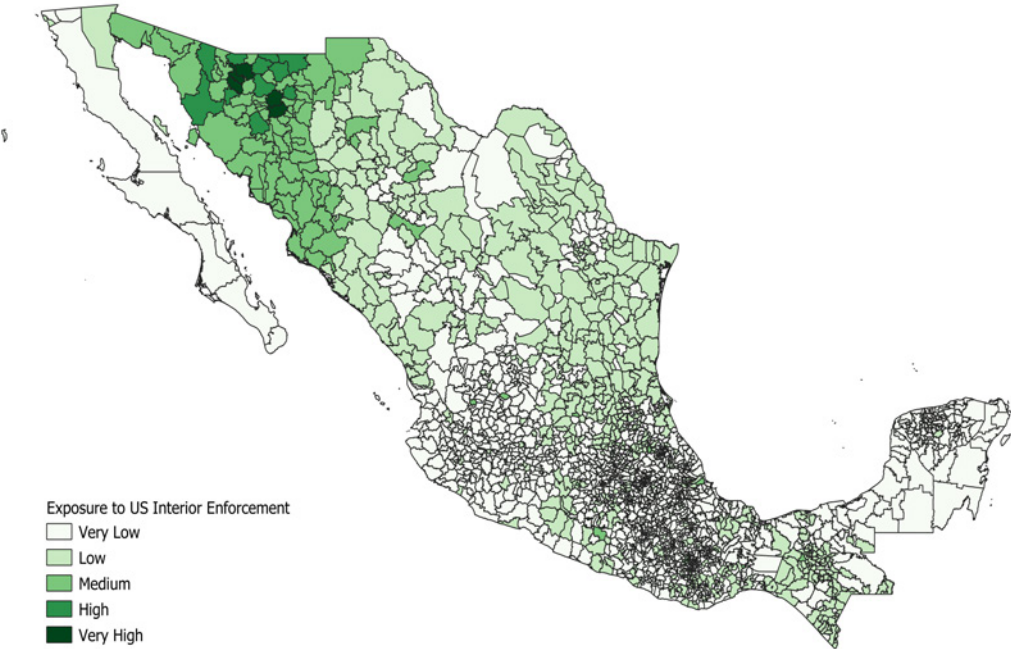 Exposure to US Interior Enforcement
Very Low
Low
Medium
High
Very High